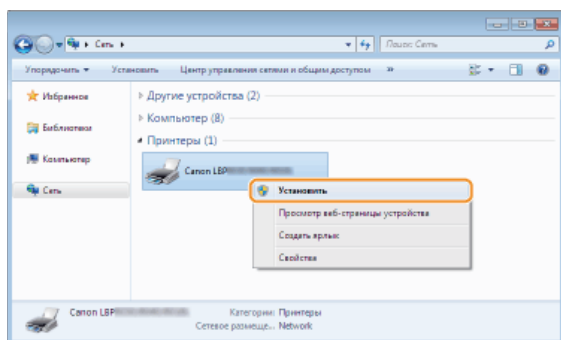 Сеть
Поиск: Сеть
Упорядочить
Установить
Центр управления сетями и общим доступом
»
Избранное
Библиотеки
Компьютер
Сеть
Другие устройства (2)
Компьютер (8)
Принтеры (1)
Canon LBP
Установить
Просмотр веб-страницы устройства
Создать ярлык
Свойства
Canon LBP
Категории: Принтеры
Сетевое размеще... Network